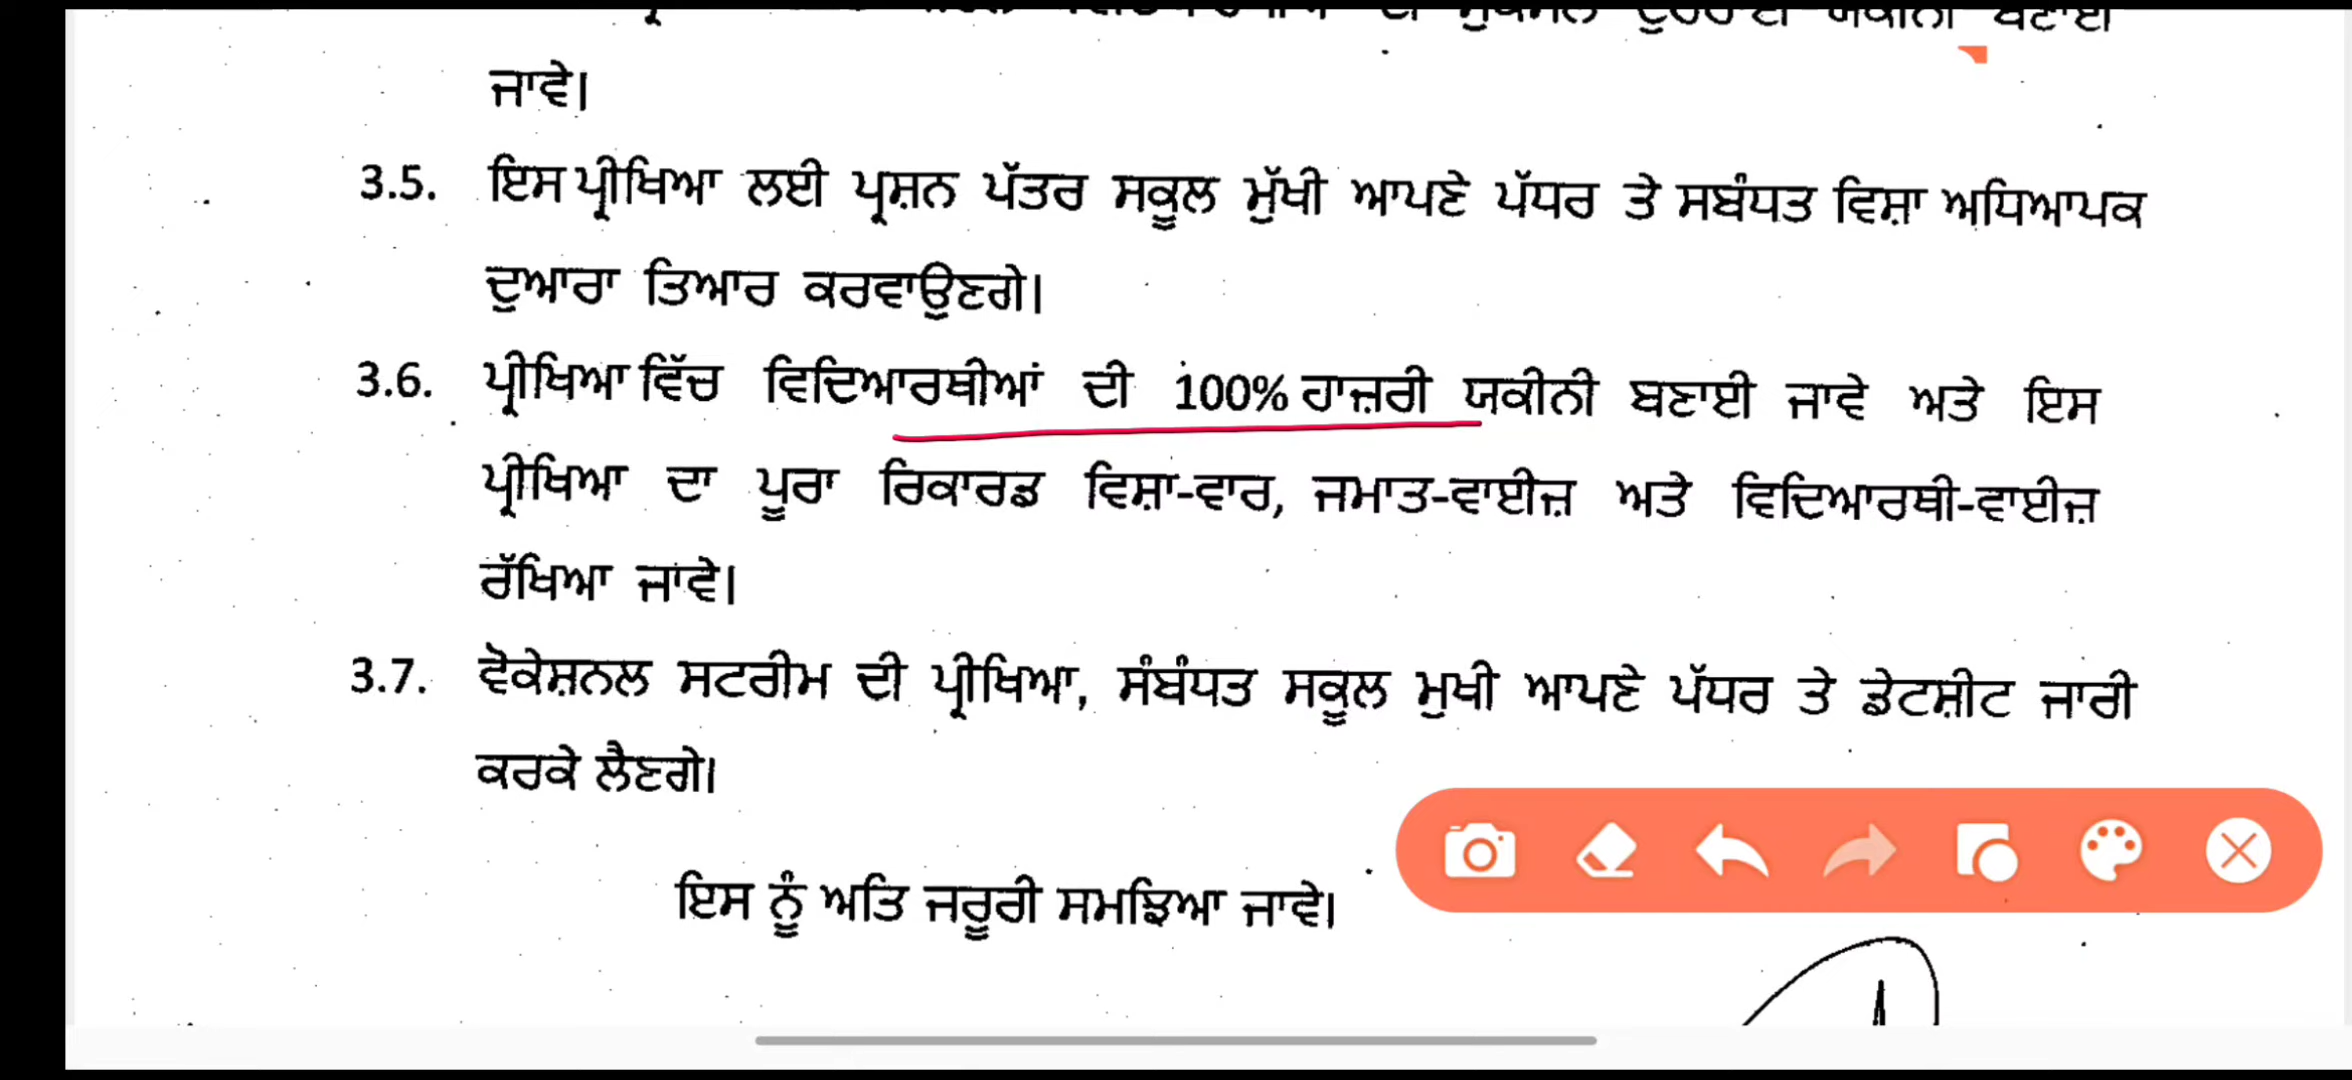 ਜਾਵੇ।
3.5. ਇਸ ਪ੍ਰੀਖਿਆ ਲਈ ਪ੍ਰਸ਼ਨ ਪੱਤਰ ਸਕੂਲ ਮੁੱਖੀ ਆਪਣੇ ਪੱਧਰ ਤੇ ਸਬੰਧਤ ਵਿਸ਼ਾ ਅਧਿਆਪਕ
ਦੁਆਰਾ ਤਿਆਰ ਕਰਵਾਉਣਗੇ।
3.6. ਪ੍ਰੀਖਿਆ ਵਿੱਚ ਵਿਦਿਆਰਥੀਆਂ ਦੀ 100% ਹਾਜ਼ਰੀ ਯਕੀਨੀ ਬਣਾਈ ਜਾਵੇ ਅਤੇ ਇਸ
ਪ੍ਰੀਖਿਆ ਦਾ ਪੂਰਾ ਰਿਕਾਰਡ ਵਿਸ਼ਾ-ਵਾਰ, ਜਮਾਤ-ਵਾਈਜ਼ ਅਤੇ ਵਿਦਿਆਰਥੀ-ਵਾਈਜ਼
ਰੱਖਿਆ ਜਾਵੇ।
3.7. ਵੋਕੇਸ਼ਨਲ ਸਟਰੀਮ ਦੀ ਪ੍ਰੀਖਿਆ, ਸੰਬੰਧਤ ਸਕੂਲ ਮੁਖੀ ਆਪਣੇ ਪੱਧਰ ਤੇ ਡੇਟਸ਼ੀਟ ਜਾਰੀ
ਕਰਕੇ ਲੈਣਗੇ।
ਇਸ ਨੂੰ ਅਤਿ ਜਰੂਰੀ ਸਮਝਿਆ ਜਾਵੇ।